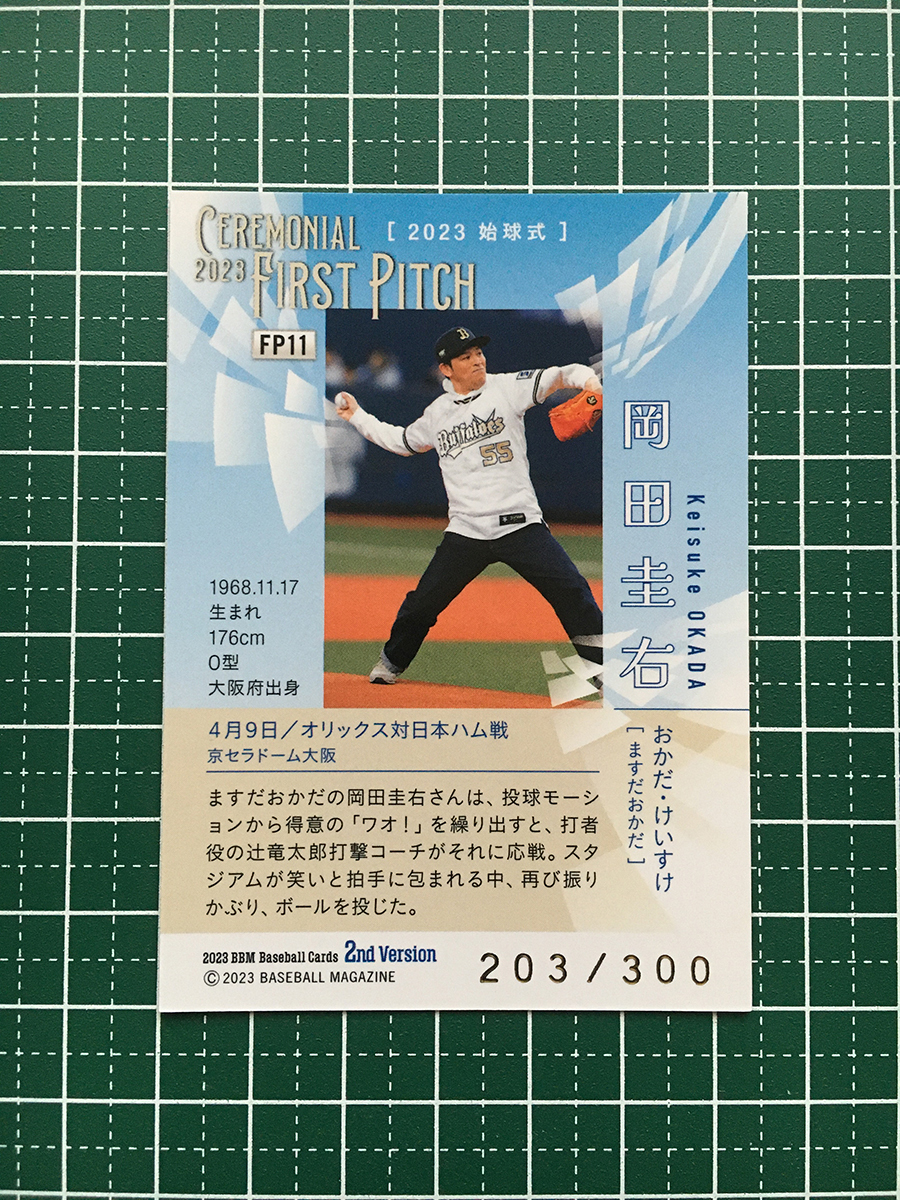 CEREMONIAL
2023 FIRST PITCH
[ 2023 始球式 ]
FP11
B
Buffaloes
55
岡田圭右
Keisuke OKADA
おかだ・けいすけ
[ ますだおかだ ]
1968.11.17
生まれ
176cm
O型
大阪府出身
4月9日/オリックス対日本ハム戦
京セラドーム大阪
ますだおかだの岡田圭右さんは、投球モーシ
ョンから得意の「ワオ!」を繰り出すと、打者
役の辻竜太郎打撃コーチがそれに応戦。スタ
ジアムが笑いと拍手に包まれる中、再び振り
かぶり、ボールを投じた。
2023 BBM Baseball Cards 2nd Version
©2023 BASEBALL MAGAZINE
203/300